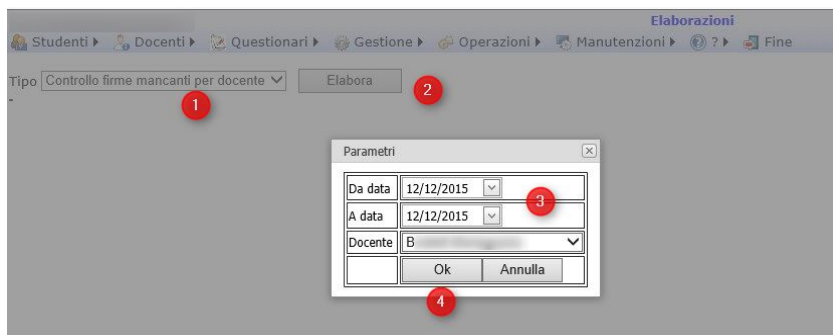 Elaborazioni
Studenti Docenti Questionari Gestione Operazioni Manutenzioni ? Fine
Tipo Controllo firme mancanti per docente Elabora
1
2
-
Parametri
Da data 12/12/2015
3
A data 12/12/2015
Docente B
Ok Annulla
4